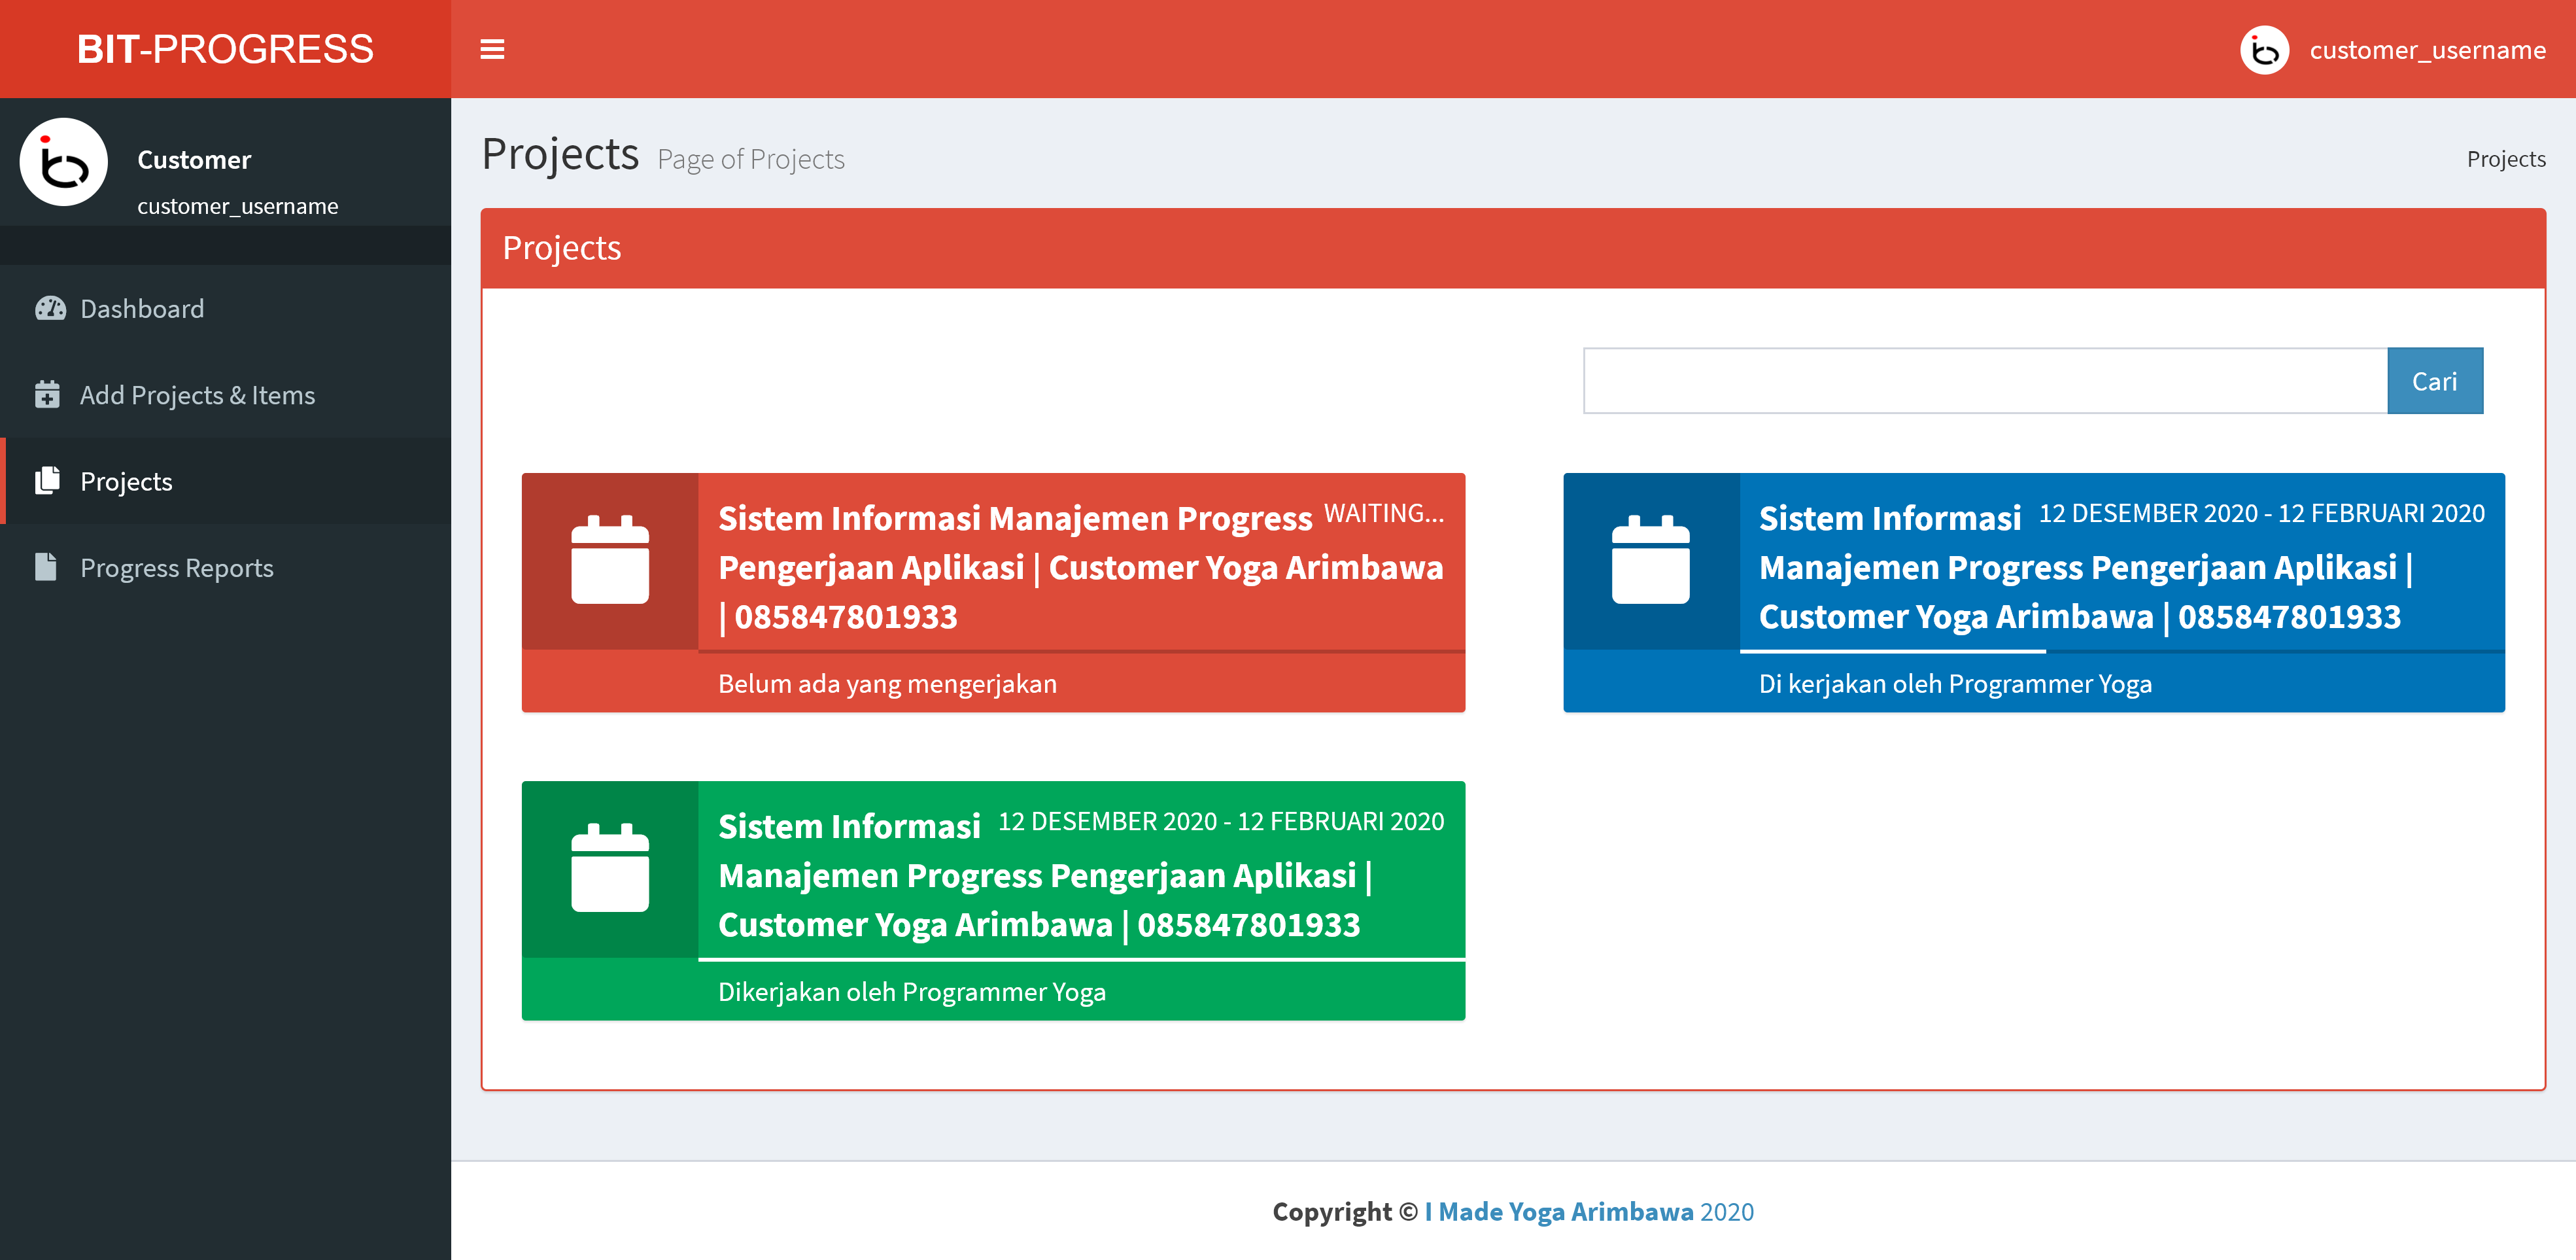 BIT-PROGRESS
customer_username
Customer
customer_username
Dashboard
Add Projects & Items
Projects
Progress Reports
Projects Page of Projects
Projects
Projects
Cari
Sistem Informasi Manajemen Progress WAITING...
Pengerjaan Aplikasi | Customer Yoga Arimbawa
| 085847801933
Belum ada yang mengerjakan
Sistem Informasi 12 DESEMBER 2020 - 12 FEBRUARI 2020
Manajemen Progress Pengerjaan Aplikasi |
Customer Yoga Arimbawa | 085847801933
Di kerjakan oleh Programmer Yoga
Sistem Informasi 12 DESEMBER 2020 - 12 FEBRUARI 2020
Manajemen Progress Pengerjaan Aplikasi |
Customer Yoga Arimbawa | 085847801933
Dikerjakan oleh Programmer Yoga
Copyright © I Made Yoga Arimbawa 2020